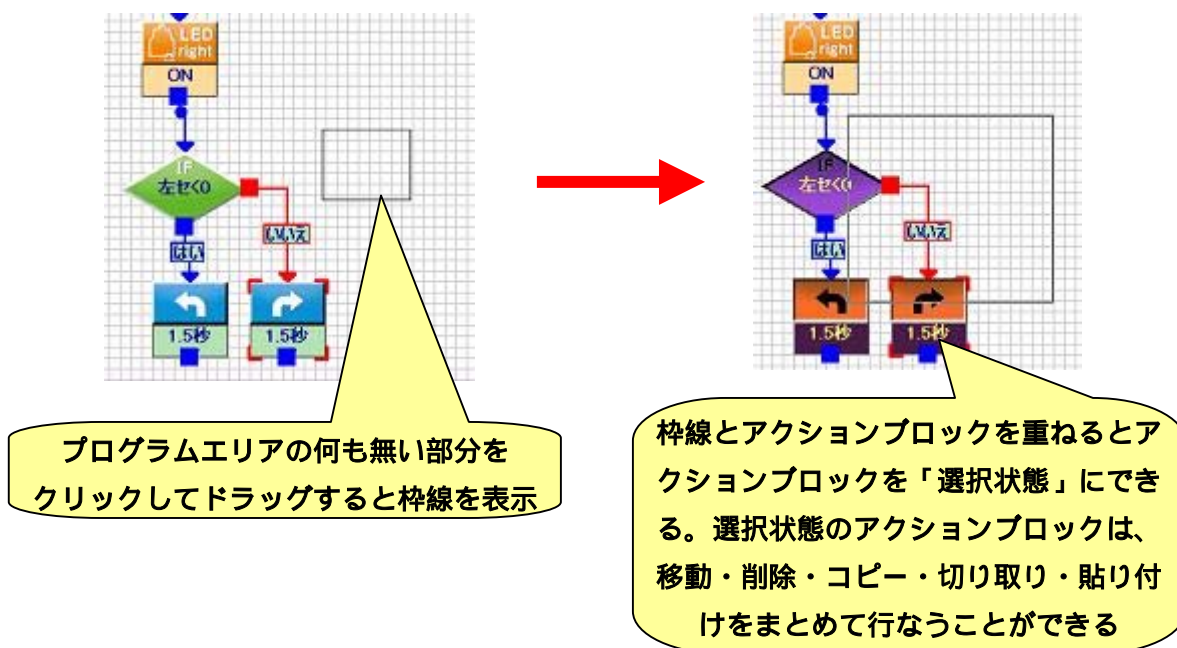 LED
right
ON
IF
左セ<0
いいえ
はい
1.5秒
1.5秒
プログラムエリアの何も無い部分を
クリックしてドラッグすると枠線を表示
LED
right
ON
IF
左セ<0
いいえ
はい
1.5秒
1.5秒
枠線とアクションブロックを重ねるとア
クションブロックを「選択状態」にでき
る。選択状態のアクションブロックは、
移動・削除・コピー・切り取り・貼り付
けをまとめて行なうことができる